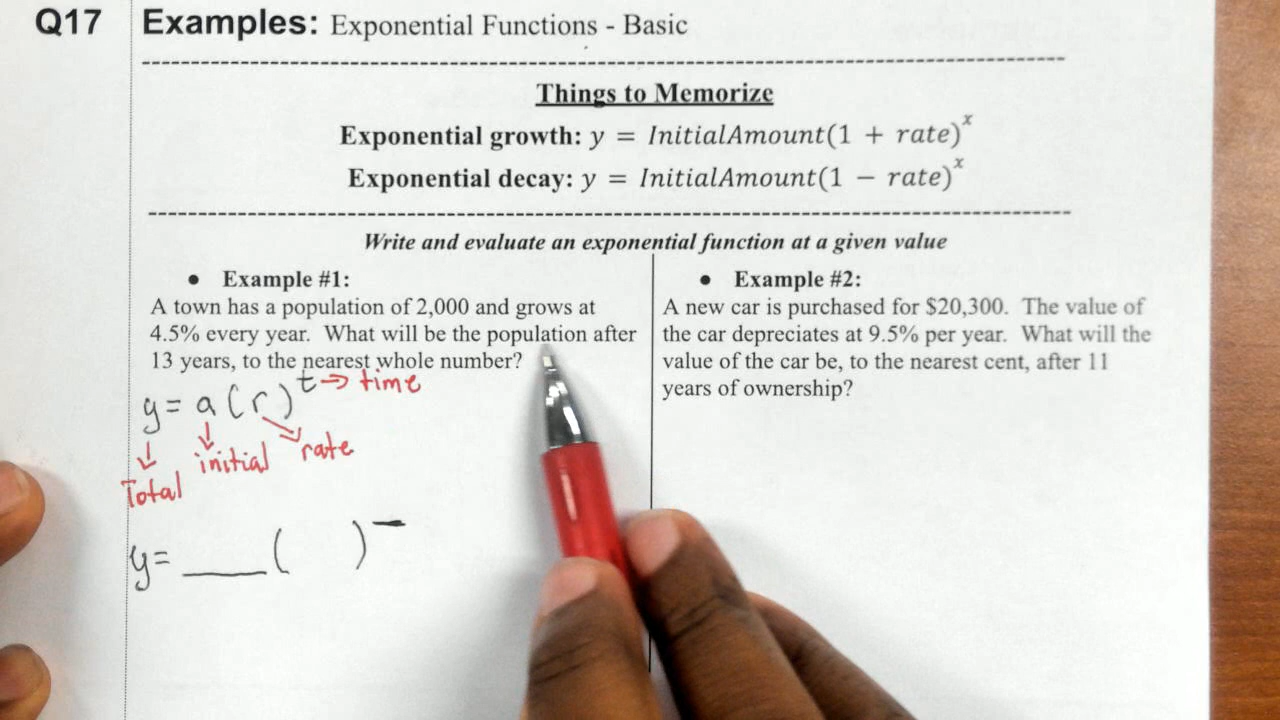 Q17 Examples: Exponential Functions - Basic
Things to Memorize
Exponential growth: y = InitialAmount(1 + rate)^x
Exponential decay: y = InitialAmount(1 − rate)^x
Write and evaluate an exponential function at a given value
• Example #1:
A town has a population of 2,000 and grows at
4.5% every year. What will be the population after
13 years, to the nearest whole number?
y = a(r)^t → time
↓ ↓ ↘
Total initial rate
y = ___( )^–
• Example #2:
A new car is purchased for $20,300. The value of
the car depreciates at 9.5% per year. What will the
value of the car be, to the nearest cent, after 11
years of ownership?